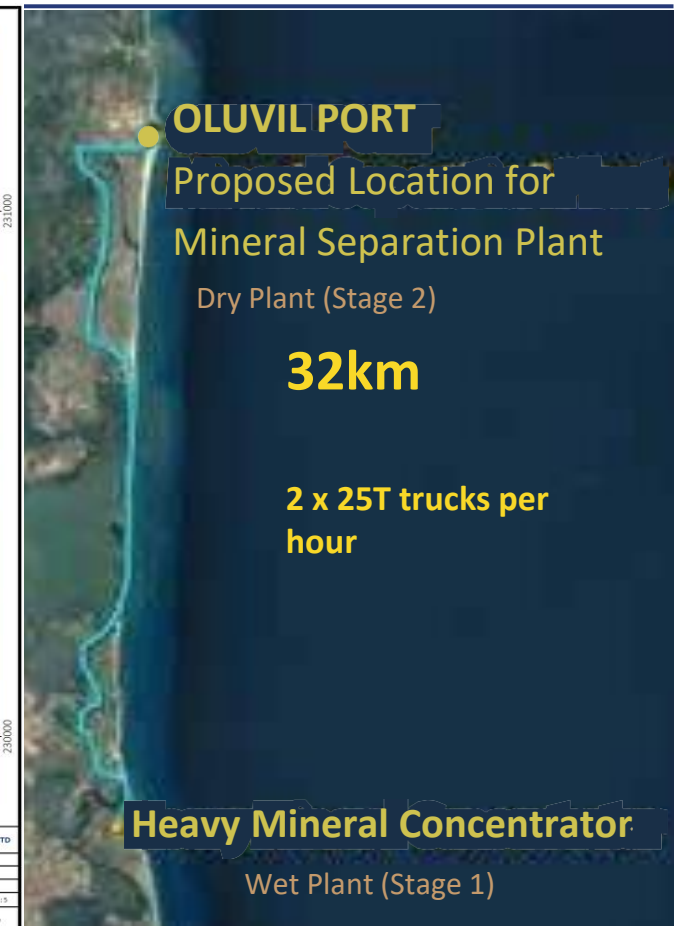 231000
230000
TD
OLUVIL PORT
Proposed Location for
Mineral Separation Plant
Dry Plant (Stage 2)
32km
2 x 25T trucks per
hour
Heavy Mineral Concentrator
Wet Plant (Stage 1)